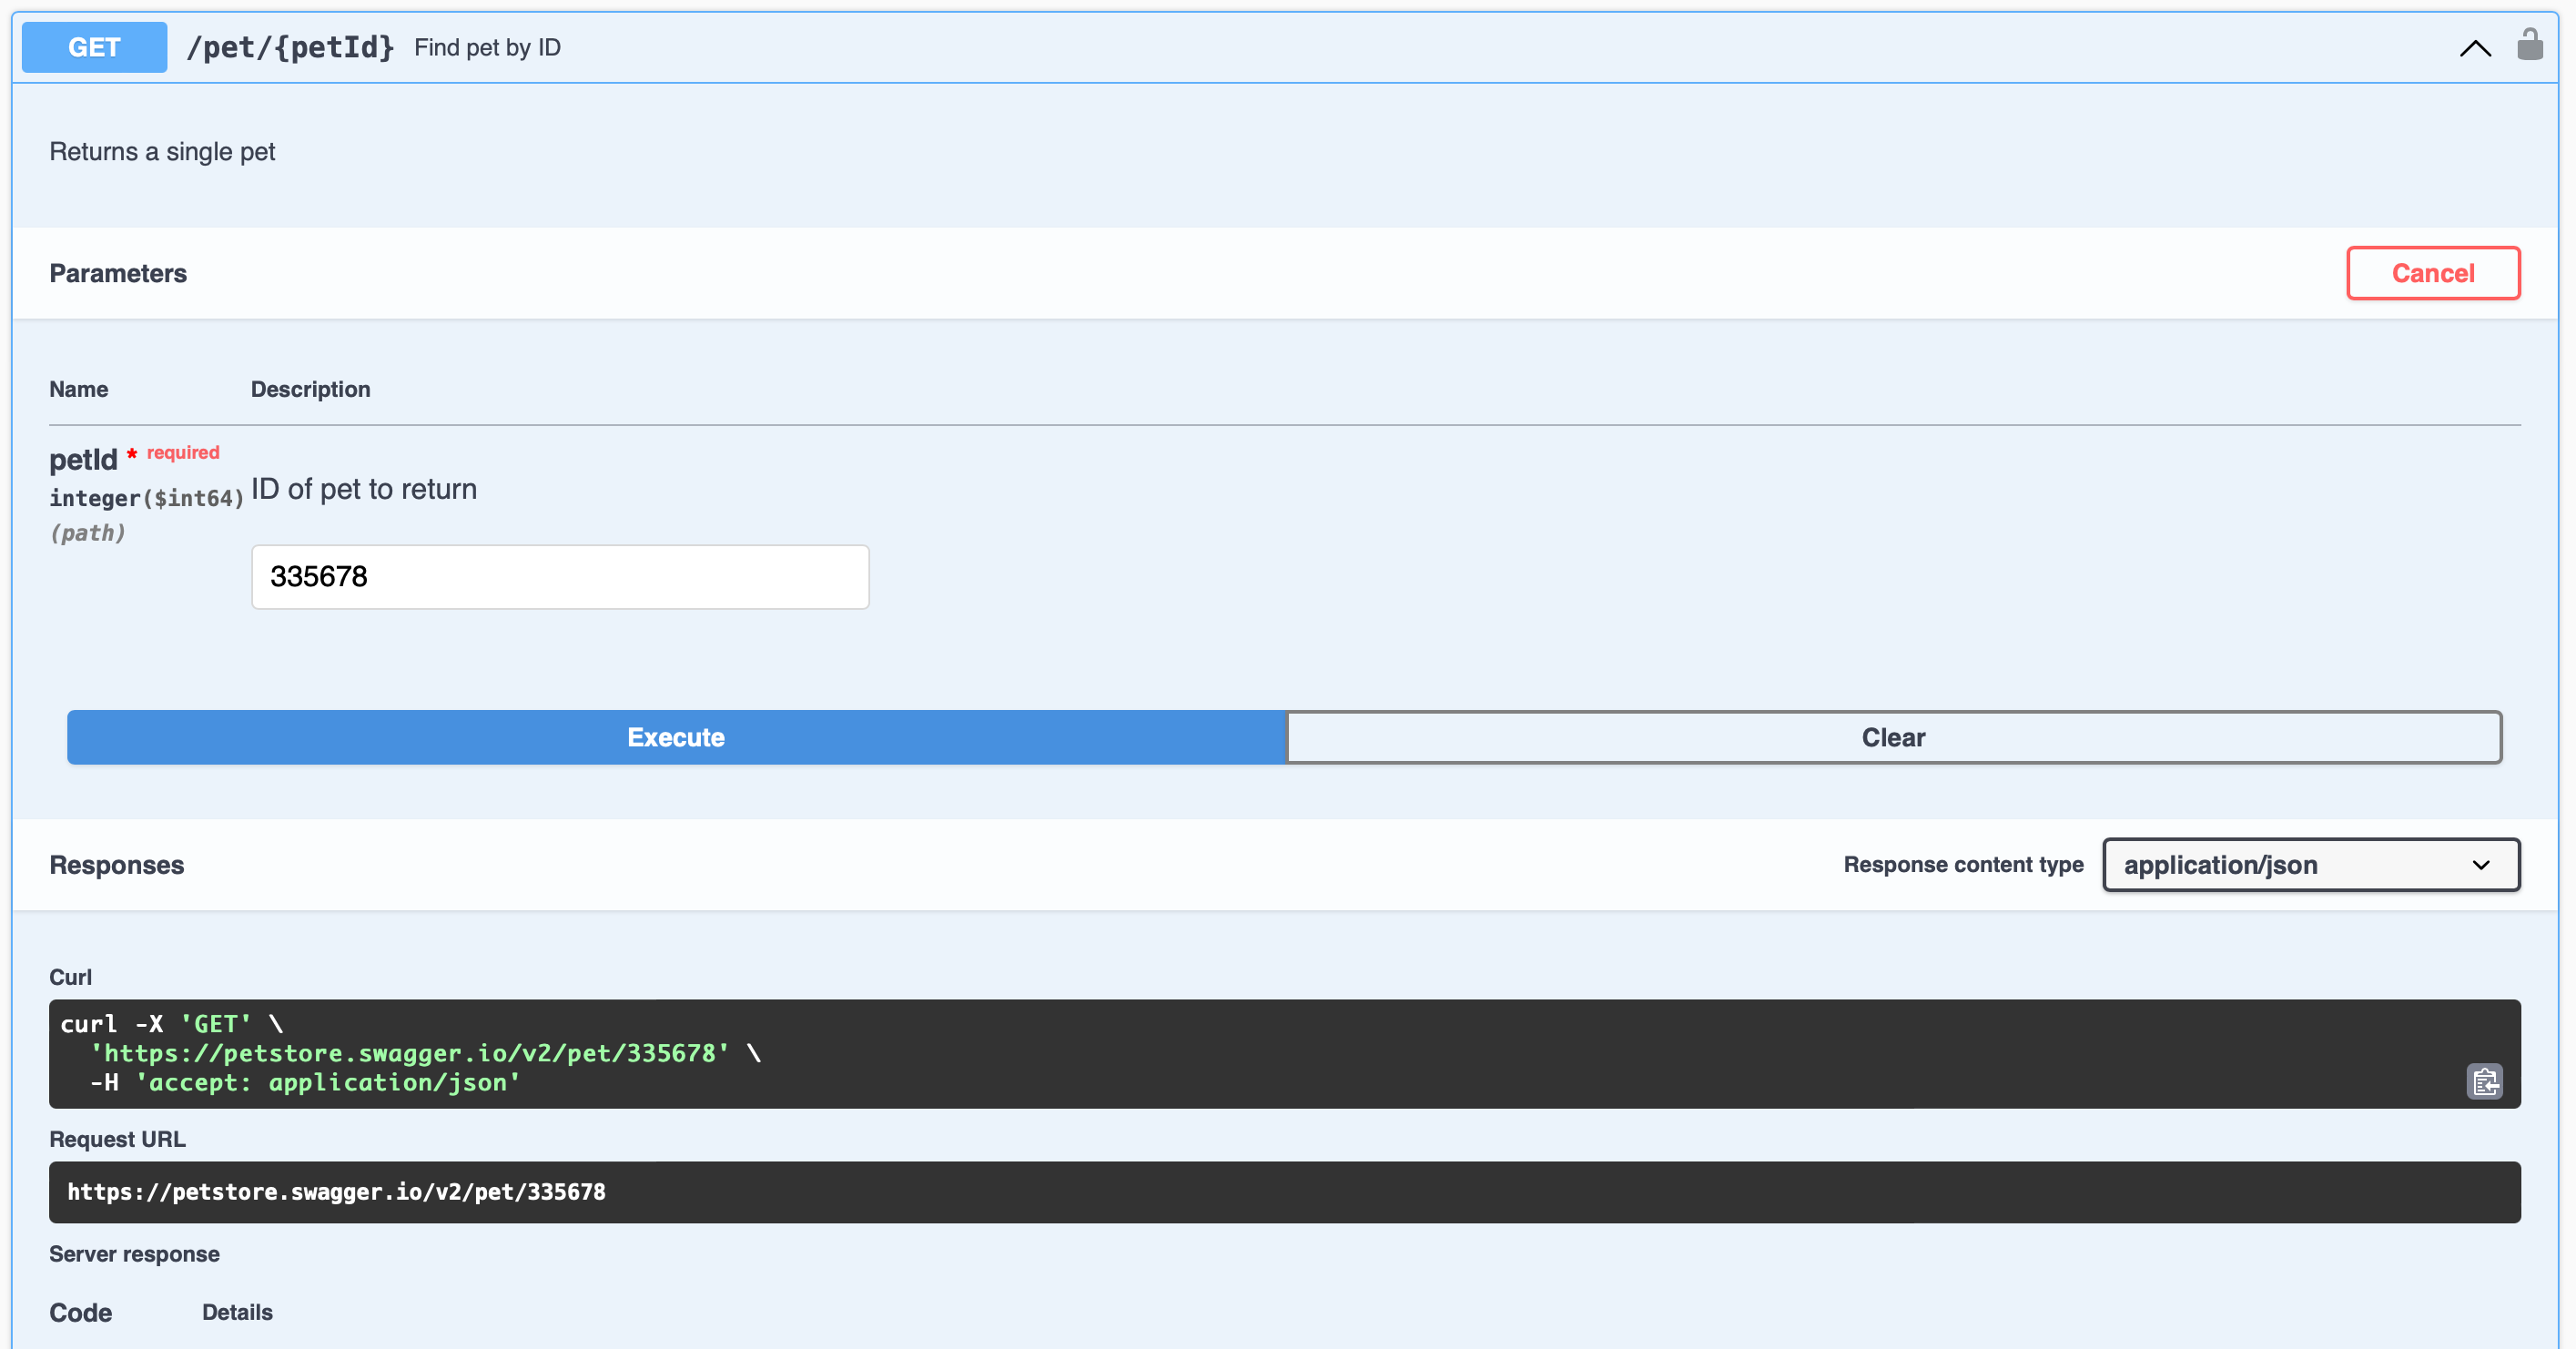 GET /pet/{petId} Find pet by ID
Returns a single pet
Parameters Cancel
Name Description
petId * required
integer($int64)
(path)
ID of pet to return
335678
Execute Clear
Responses Response content type application/json
Curl
curl -X 'GET' \
  'https://petstore.swagger.io/v2/pet/335678' \
  -H 'accept: application/json'
Request URL
https://petstore.swagger.io/v2/pet/335678
Server response
Code Details